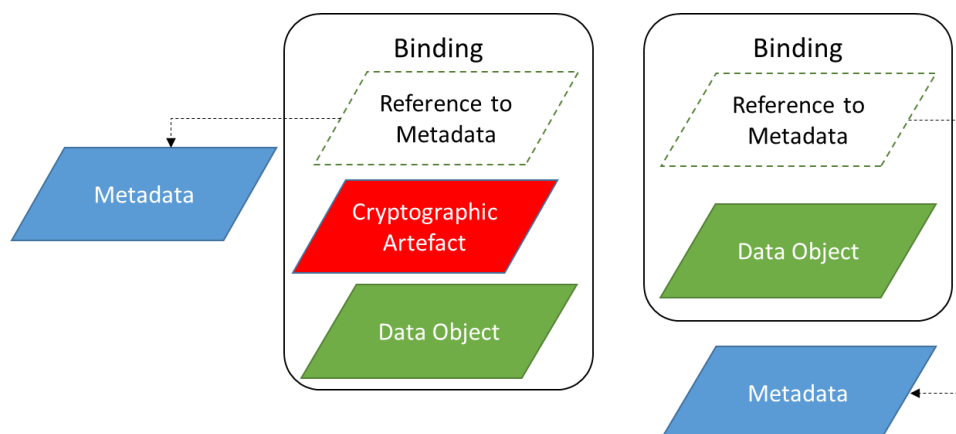 Binding
Reference to
Metadata
Metadata
Cryptographic
Artefact
Data Object
Binding
Reference to
Metadata
Data Object
Metadata